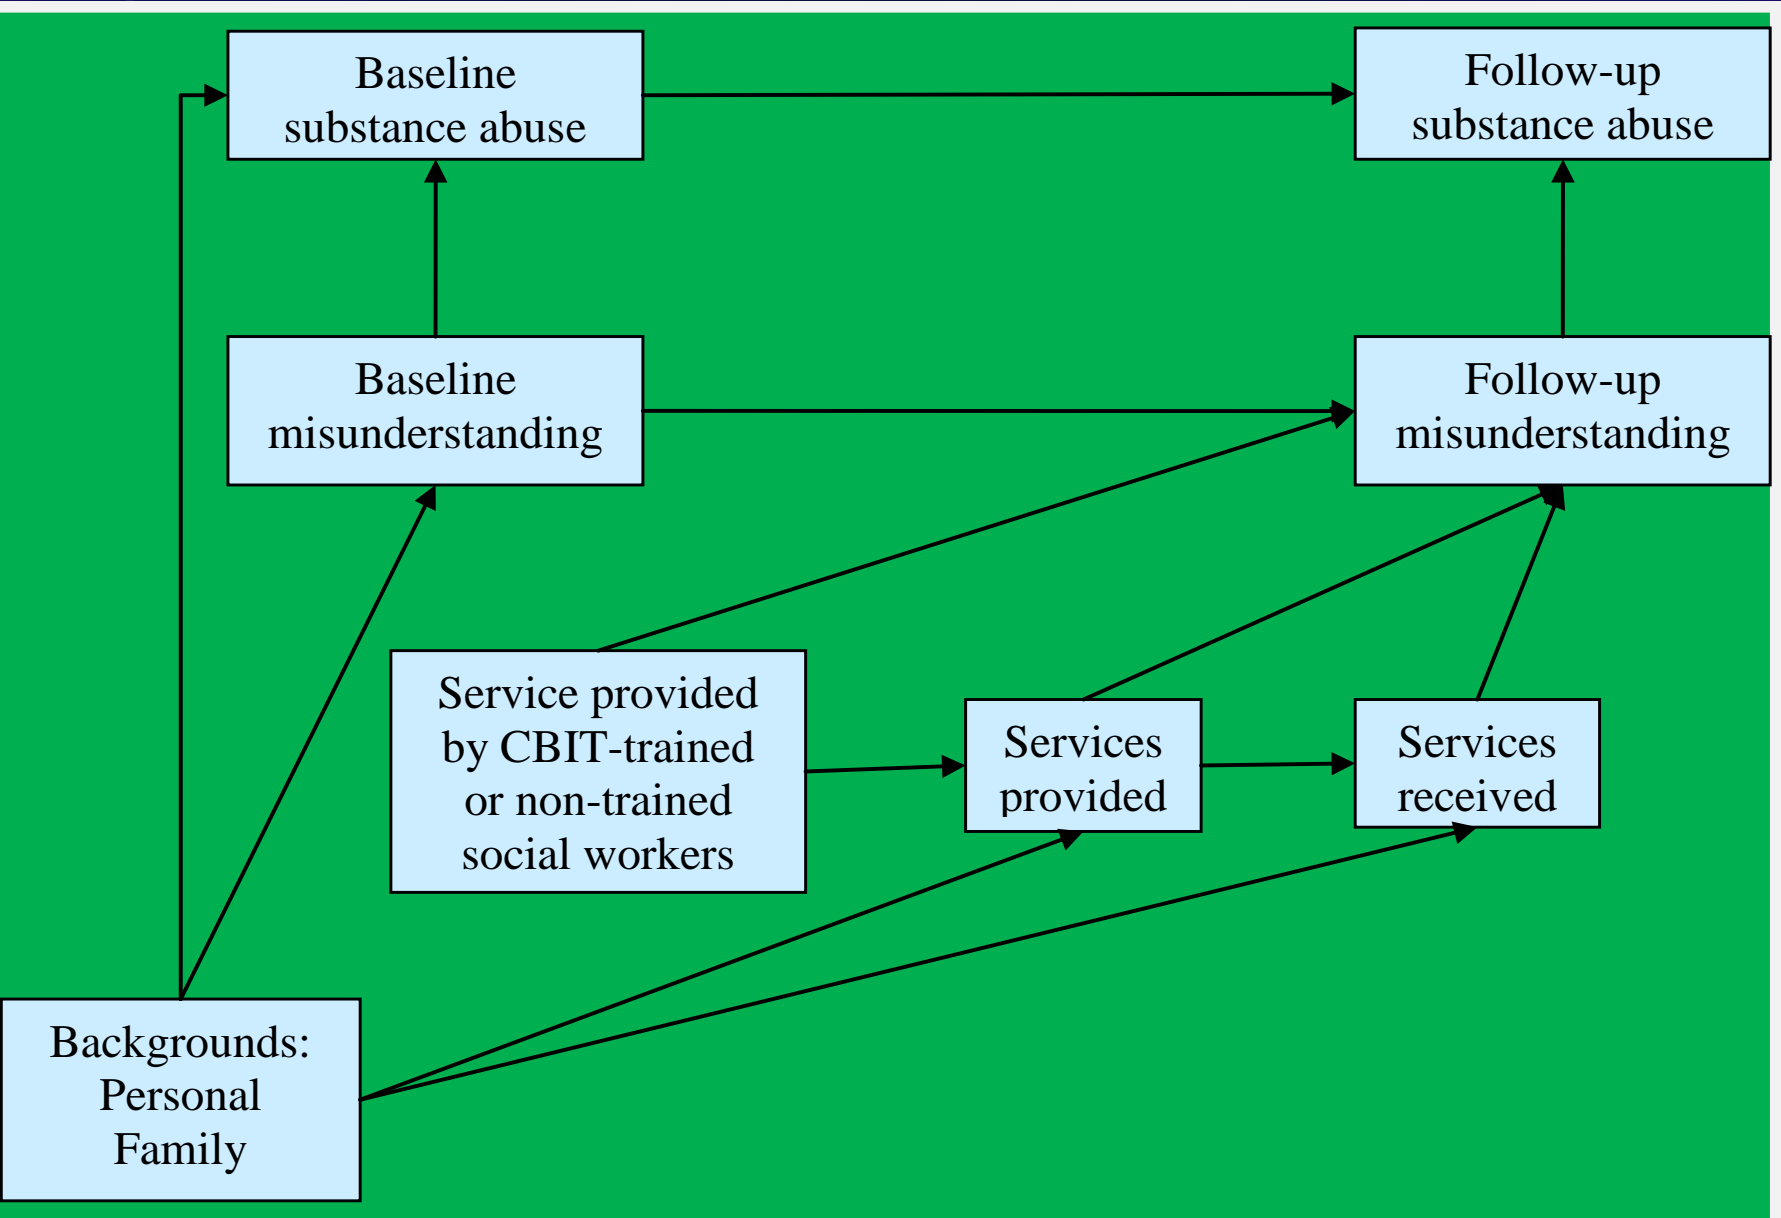 Baseline
substance abuse
Follow-up
substance abuse
Baseline
misunderstanding
Follow-up
misunderstanding
Service provided
by CBIT-trained
or non-trained
social workers
Services
provided
Services
received
Backgrounds:
Personal
Family